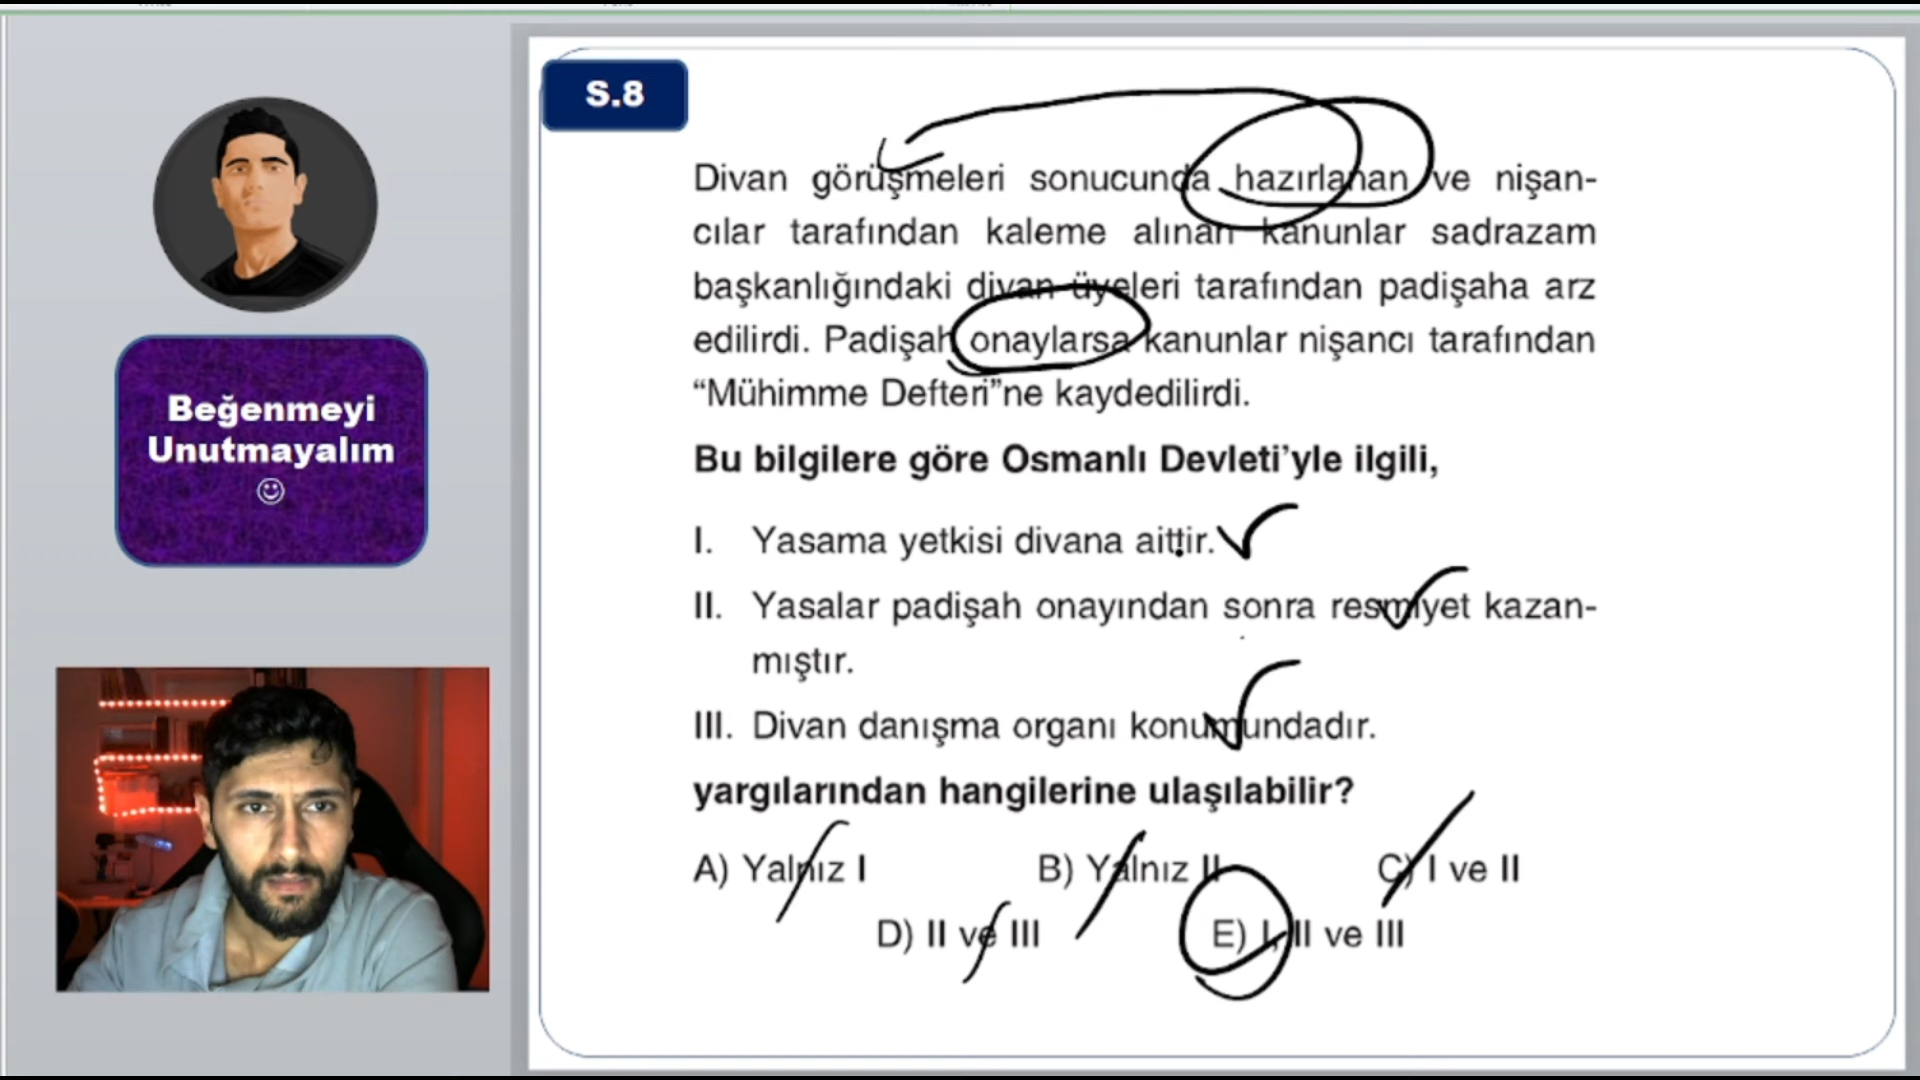 S.8
Divan görüşmeleri sonucunda hazırlanan ve nişan-
cılar tarafından kaleme alınan kanunlar sadrazam
başkanlığındaki divan üyeleri tarafından padişaha arz
edilirdi. Padişah onaylarsa kanunlar nişancı tarafından
“Mühimme Defteri”ne kaydedilirdi.
Bu bilgilere göre Osmanlı Devleti’yle ilgili,
I. Yasama yetkisi divana aittir.
II. Yasalar padişah onayından sonra resmiyet kazan-
mıştır.
III. Divan danışma organı konumundadır.
yargılarından hangilerine ulaşılabilir?
A) Yalnız I B) Yalnız II C) I ve II
D) II ve III E) I, II ve III
Beğenmeyi
Unutmayalım